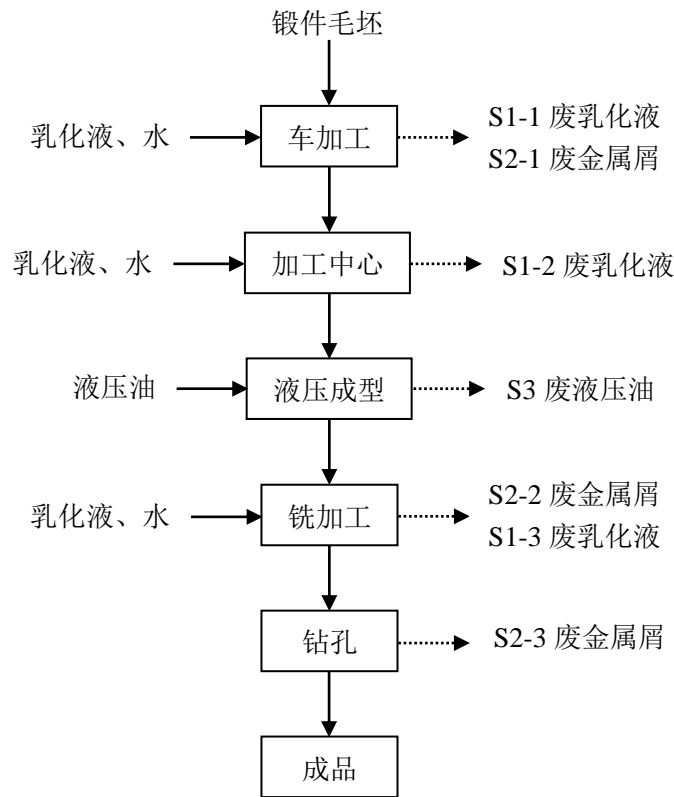 锻件毛坯
乳化液、水
车加工
S1-1 废乳化液
S2-1 废金属屑
乳化液、水
加工中心
S1-2 废乳化液
液压油
液压成型
S3 废液压油
乳化液、水
铣加工
S2-2 废金属屑
S1-3 废乳化液
钻孔
S2-3 废金属屑
成品